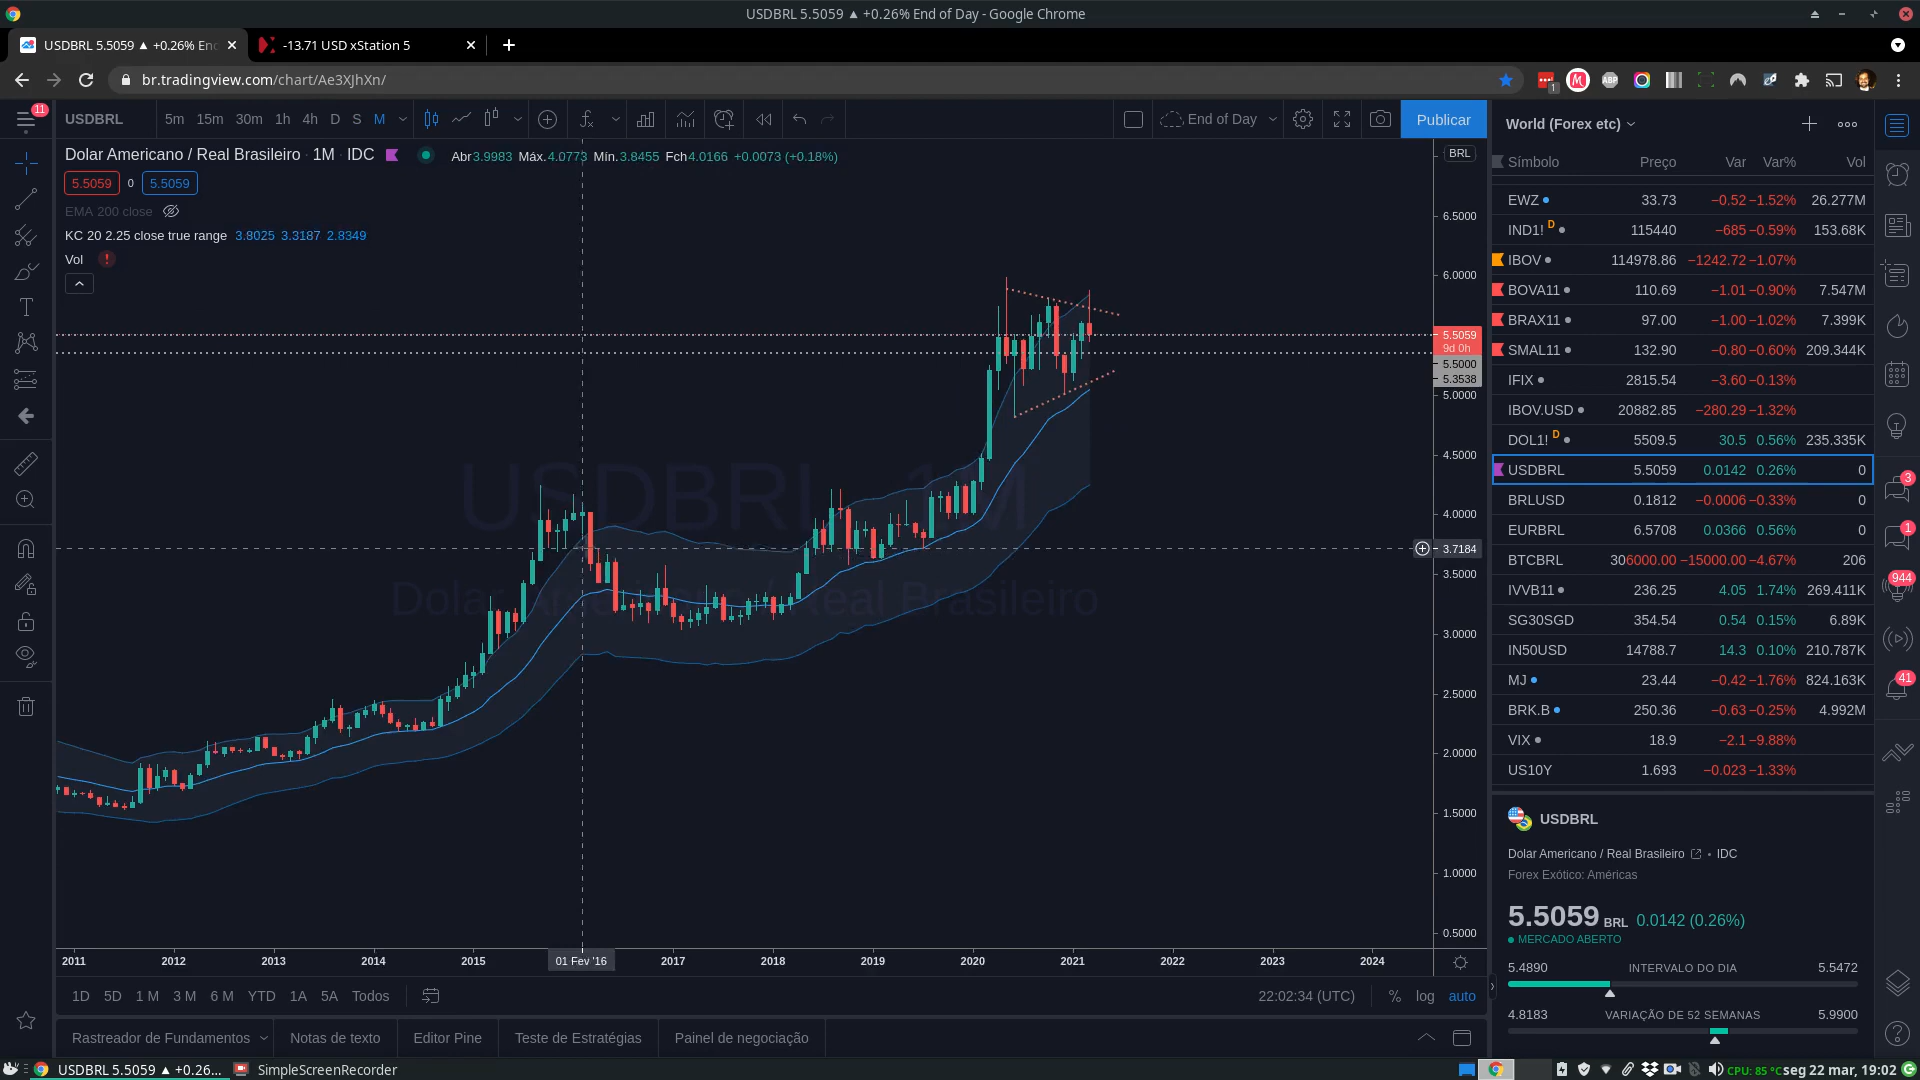 USDBRL 5.5059 ▲ +0.26% End of Day - Google Chrome
USDBRL 5.5059 ▲ +0.26% End
-13.71 USD xStation 5
br.tradingview.com/chart/Ae3XJhXn/
ABP
1
11
USDBRL 5m 15m 30m 1h 4h D S M End of Day Publicar
World (Forex etc)
Dolar Americano / Real Brasileiro · 1M · IDC Abr3.9983 Máx.4.0773 Mín.3.8455 Fch4.0166 +0.0073 (+0.18%)
5.5059 0 5.5059
EMA 200 close
KC 20 2.25 close true range 3.8025 3.3187 2.8349
Vol !
USDBRL, 1M
Dolar Americano / Real Brasileiro
BRL
6.5000
6.0000
5.5059
9d 0h
5.5000
5.3538
5.0000
4.5000
4.0000
3.7184
3.5000
3.0000
2.5000
2.0000
1.5000
1.0000
0.5000
2011 2012 2013 2014 2015 01 Fev '16 2017 2018 2019 2020 2021 2022 2023 2024
1D 5D 1 M 3 M 6 M YTD 1A 5A Todos 22:02:34 (UTC) % log auto
Rastreador de Fundamentos Notas de texto Editor Pine Teste de Estratégias Painel de negociação
Símbolo Preço Var Var% Vol
EWZ 33.73 −0.52 −1.52% 26.277M
IND1! D 115440 −685 −0.59% 153.68K
IBOV 114978.86 −1242.72 −1.07%
BOVA11 110.69 −1.01 −0.90% 7.547M
BRAX11 97.00 −1.00 −1.02% 7.399K
SMAL11 132.90 −0.80 −0.60% 209.344K
IFIX 2815.54 −3.60 −0.13%
IBOV.USD 20882.85 −280.29 −1.32%
DOL1! D 5509.5 30.5 0.56% 235.335K
USDBRL 5.5059 0.0142 0.26% 0
BRLUSD 0.1812 −0.0006 −0.33% 0
EURBRL 6.5708 0.0366 0.56% 0
BTCBRL 306000.00 −15000.00 −4.67% 206
IVVB11 236.25 4.05 1.74% 269.411K
SG30SGD 354.54 0.54 0.15% 6.89K
IN50USD 14788.7 14.3 0.10% 210.787K
MJ 23.44 −0.42 −1.76% 824.163K
BRK.B 250.36 −0.63 −0.25% 4.992M
VIX 18.9 −2.1 −9.88%
US10Y 1.693 −0.023 −1.33%
USDBRL
Dolar Americano / Real Brasileiro • IDC
Forex Exótico: Américas
5.5059 BRL 0.0142 (0.26%)
MERCADO ABERTO
5.4890 INTERVALO DO DIA 5.5472
4.8183 VARIAÇÃO DE 52 SEMANAS 5.9900
3
1
944
41
USDBRL 5.5059 ▲ +0.26...
SimpleScreenRecorder
CPU: 85 °C seg 22 mar, 19:02